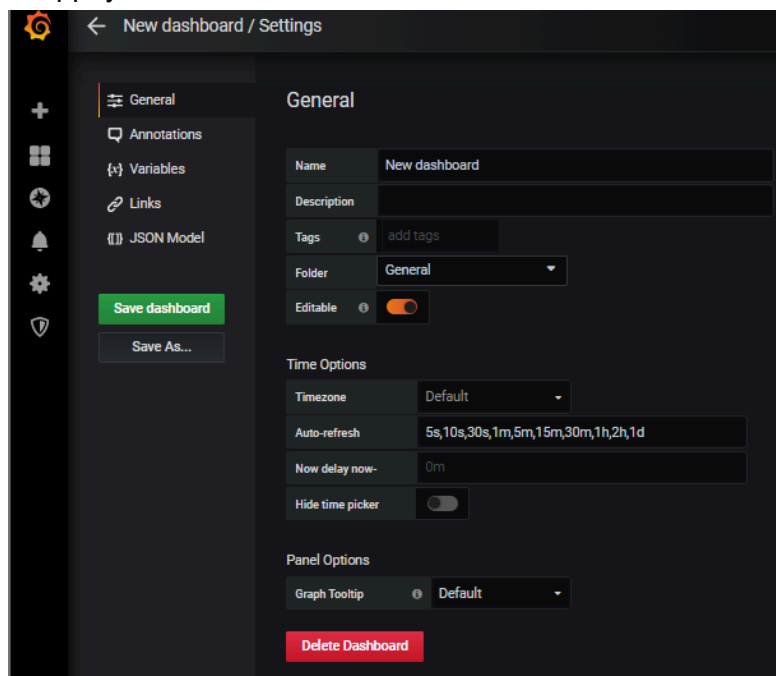 New dashboard / Settings
General
Annotations
{x} Variables
Links
JSON Model
Save dashboard
Save As...
General
Name New dashboard
Description
Tags add tags
Folder General
Editable
Time Options
Timezone Default
Auto-refresh 5s,10s,30s,1m,5m,15m,30m,1h,2h,1d
Now delay now- 0m
Hide time picker
Panel Options
Graph Tooltip Default
Delete Dashboard